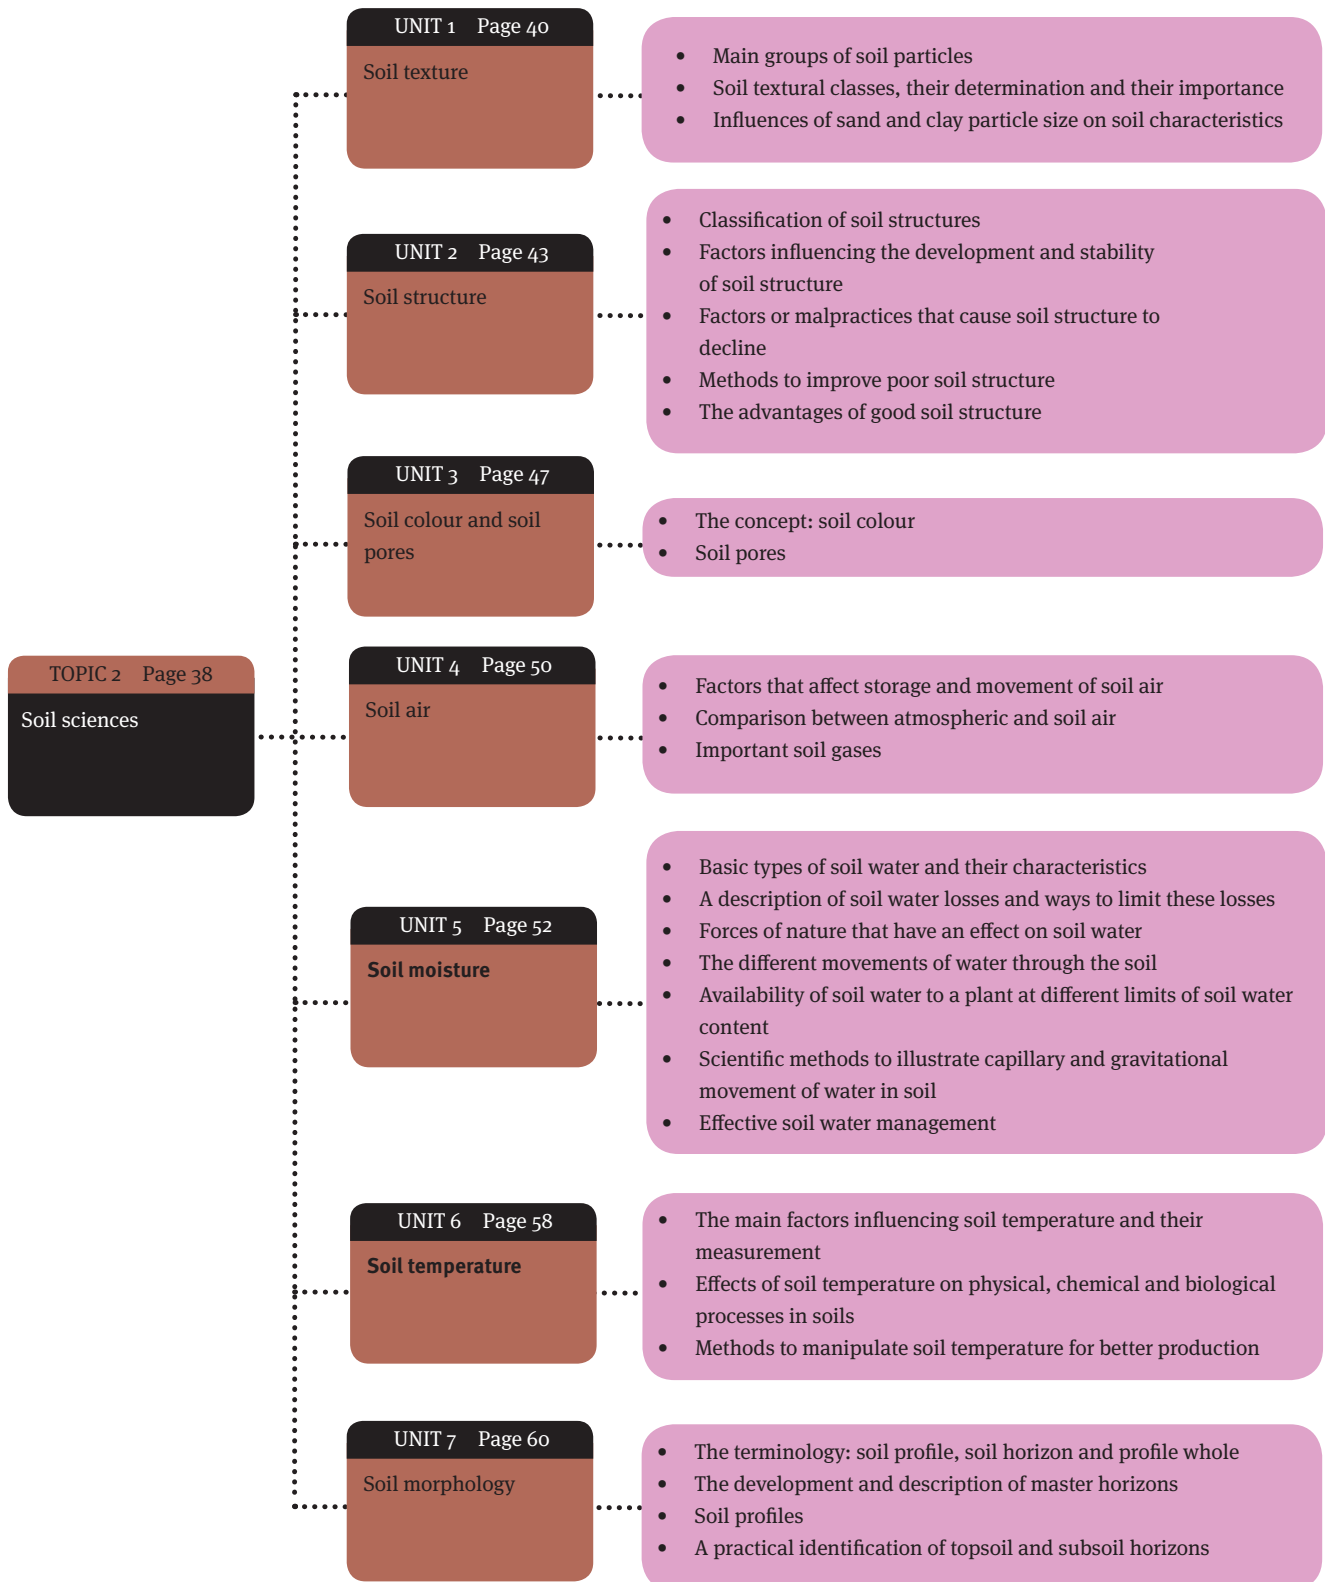 UNIT 1 Page 40
Soil texture
• Main groups of soil particles
• Soil textural classes, their determination and their importance
• Influences of sand and clay particle size on soil characteristics
UNIT 2 Page 43
Soil structure
• Classification of soil structures
• Factors influencing the development and stability
of soil structure
• Factors or malpractices that cause soil structure to
decline
• Methods to improve poor soil structure
• The advantages of good soil structure
UNIT 3 Page 47
Soil colour and soil
pores
• The concept: soil colour
• Soil pores
TOPIC 2 Page 38
Soil sciences
UNIT 4 Page 50
Soil air
• Factors that affect storage and movement of soil air
• Comparison between atmospheric and soil air
• Important soil gases
UNIT 5 Page 52
Soil moisture
• Basic types of soil water and their characteristics
• A description of soil water losses and ways to limit these losses
• Forces of nature that have an effect on soil water
• The different movements of water through the soil
• Availability of soil water to a plant at different limits of soil water
content
• Scientific methods to illustrate capillary and gravitational
movement of water in soil
• Effective soil water management
UNIT 6 Page 58
Soil temperature
• The main factors influencing soil temperature and their
measurement
• Effects of soil temperature on physical, chemical and biological
processes in soils
• Methods to manipulate soil temperature for better production
UNIT 7 Page 60
Soil morphology
• The terminology: soil profile, soil horizon and profile whole
• The development and description of master horizons
• Soil profiles
• A practical identification of topsoil and subsoil horizons